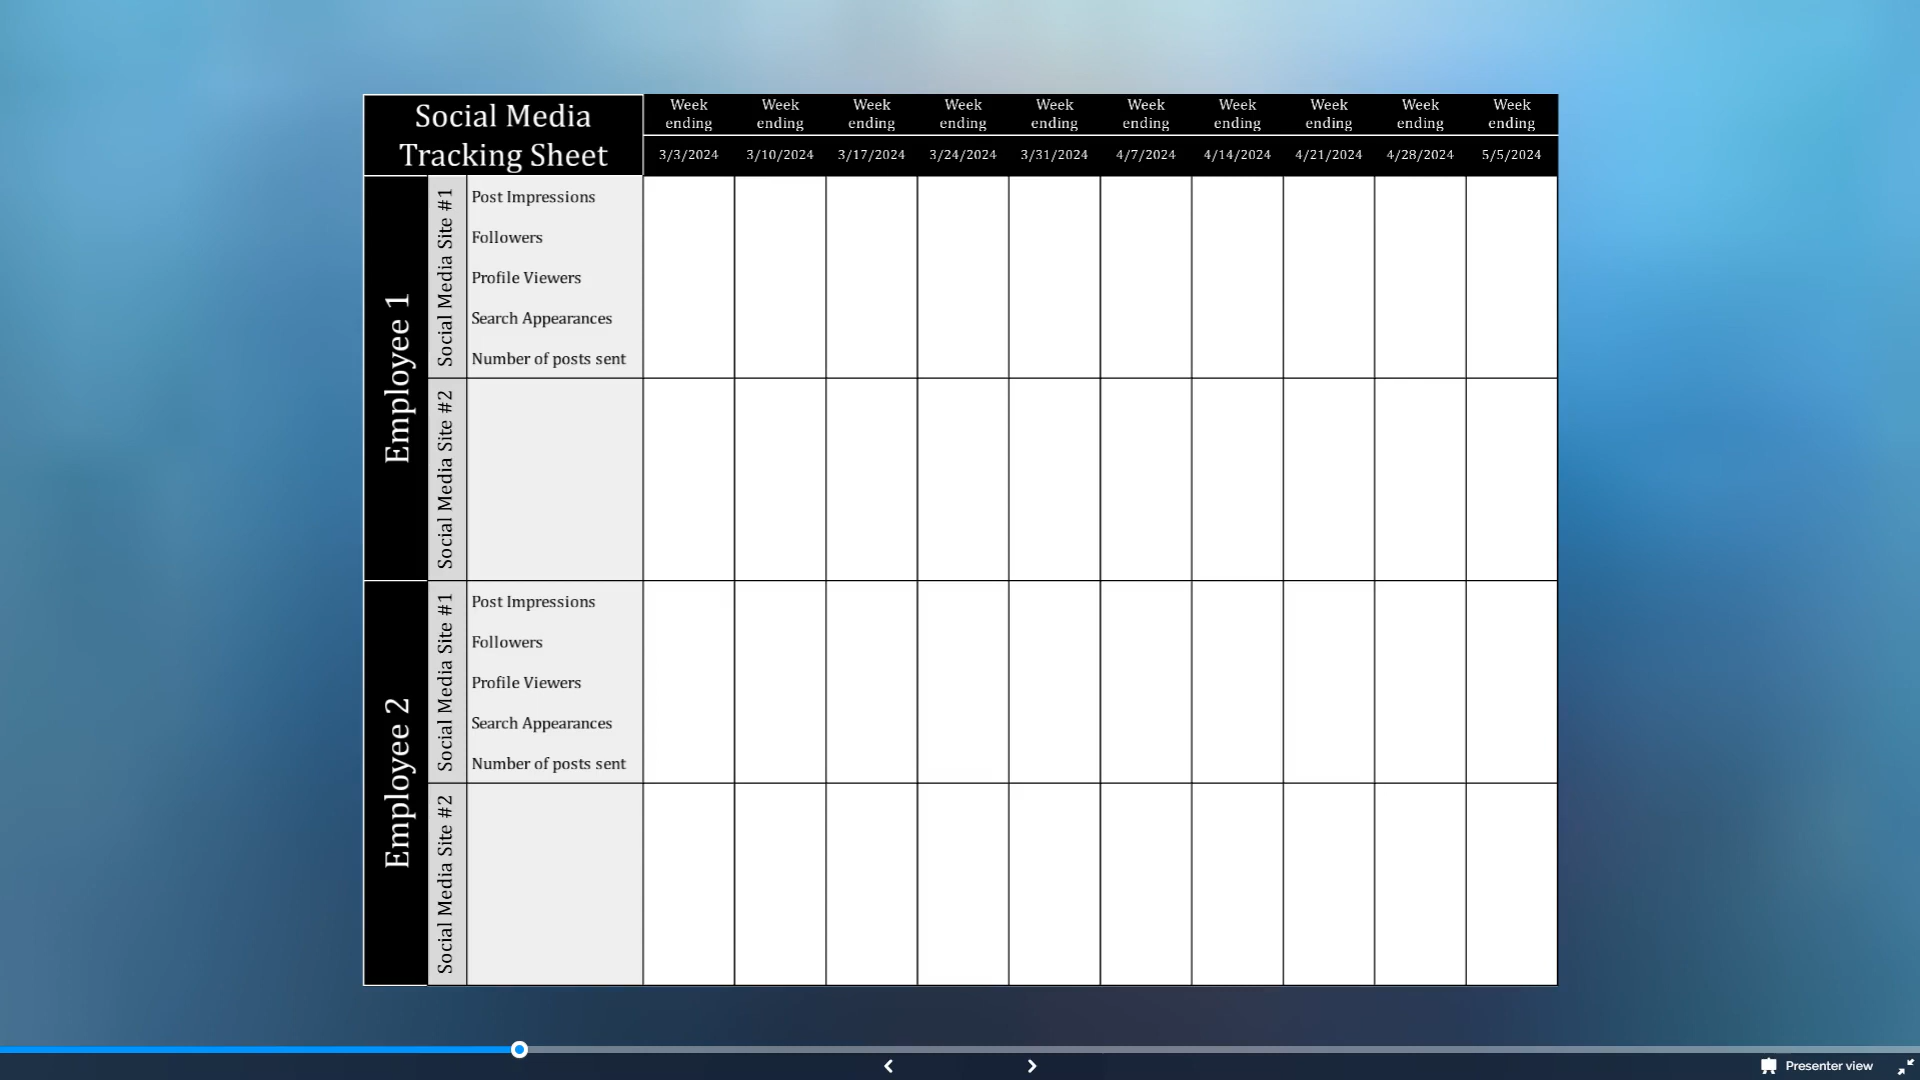 Social Media
Tracking Sheet
Week ending Week ending Week ending Week ending Week ending Week ending Week ending Week ending Week ending Week ending
3/3/2024 3/10/2024 3/17/2024 3/24/2024 3/31/2024 4/7/2024 4/14/2024 4/21/2024 4/28/2024 5/5/2024
Employee 1
Social Media Site #1
Post Impressions
Followers
Profile Viewers
Search Appearances
Number of posts sent
Social Media Site #2
Employee 2
Social Media Site #1
Post Impressions
Followers
Profile Viewers
Search Appearances
Number of posts sent
Social Media Site #2
Presenter view